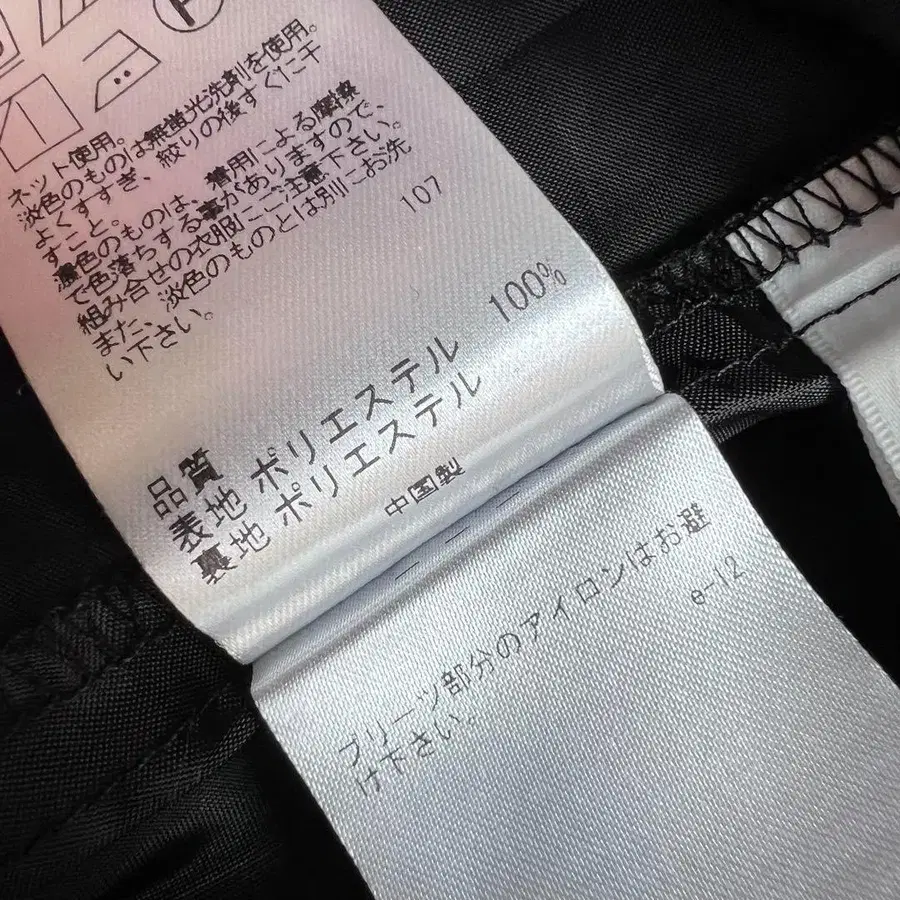 P
ネット使用。
淡色のものは無蛍光洗剤を使用。
よくすすぎ、絞りの後すぐに干
すこと。
濃色のものは、着用による摩擦
で色落ちする事がありますので、
組み合せの衣服にご注意下さい。
また、淡色のものとは別にお洗
い下さい。
107
品質
表地 ポリエステル 100%
裏地 ポリエステル
中国製
プリーツ部分のアイロンはお避
け下さい。
e-12